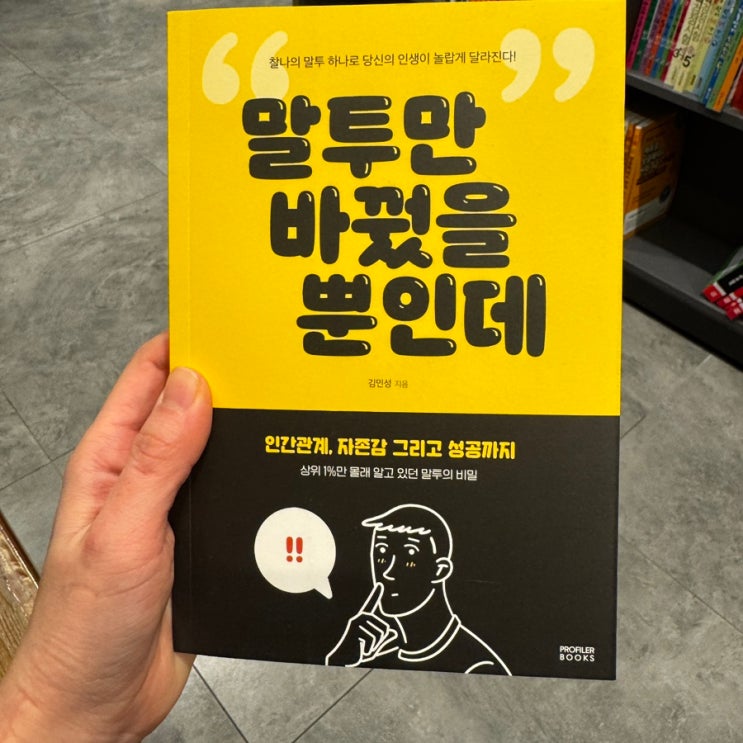 찰나의 말투 하나로 당신의 인생이 놀랍게 달라진다!
말투만
바꿨을
뿐인데
김민성 지음
인간관계, 자존감 그리고 성공까지
상위 1%만 몰래 알고 있던 말투의 비밀
!!
PROFILER
BOOKS